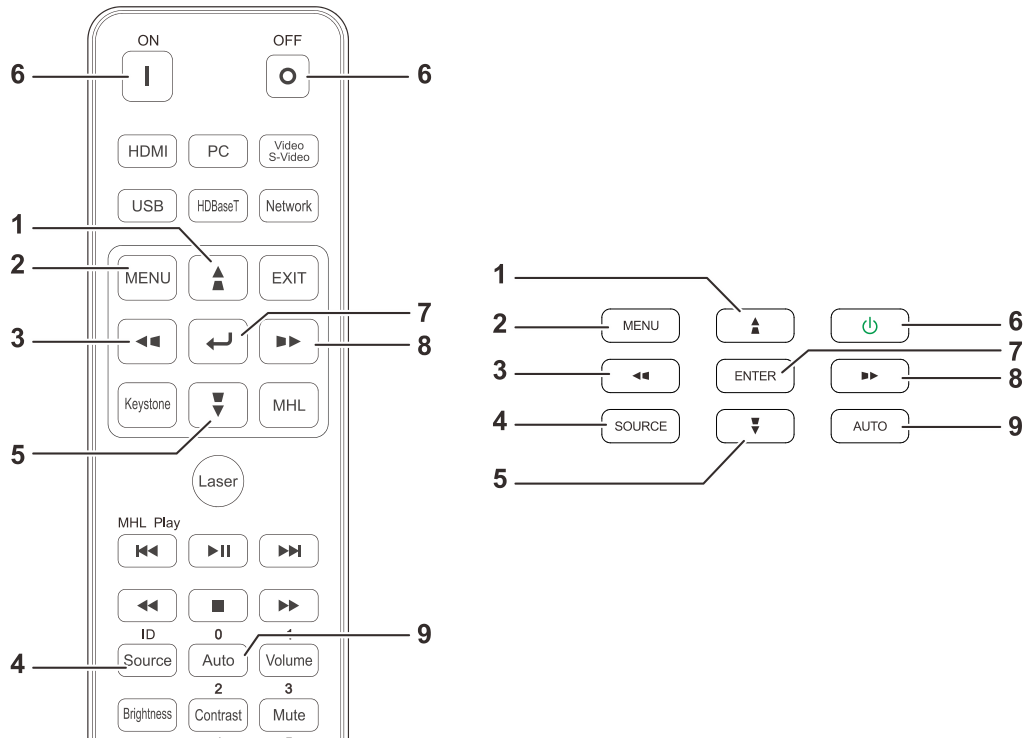 ON OFF
6 6
HDMI PC Video
S-Video
USB HDBaseT Network
1
2 MENU EXIT
7
3 8
Keystone MHL
5
Laser
MHL Play
ID 0 1
9
4 Source Auto Volume
2 3
Brightness Contrast Mute
1
2 MENU 6
7
3 ENTER 8
4 SOURCE AUTO 9
5